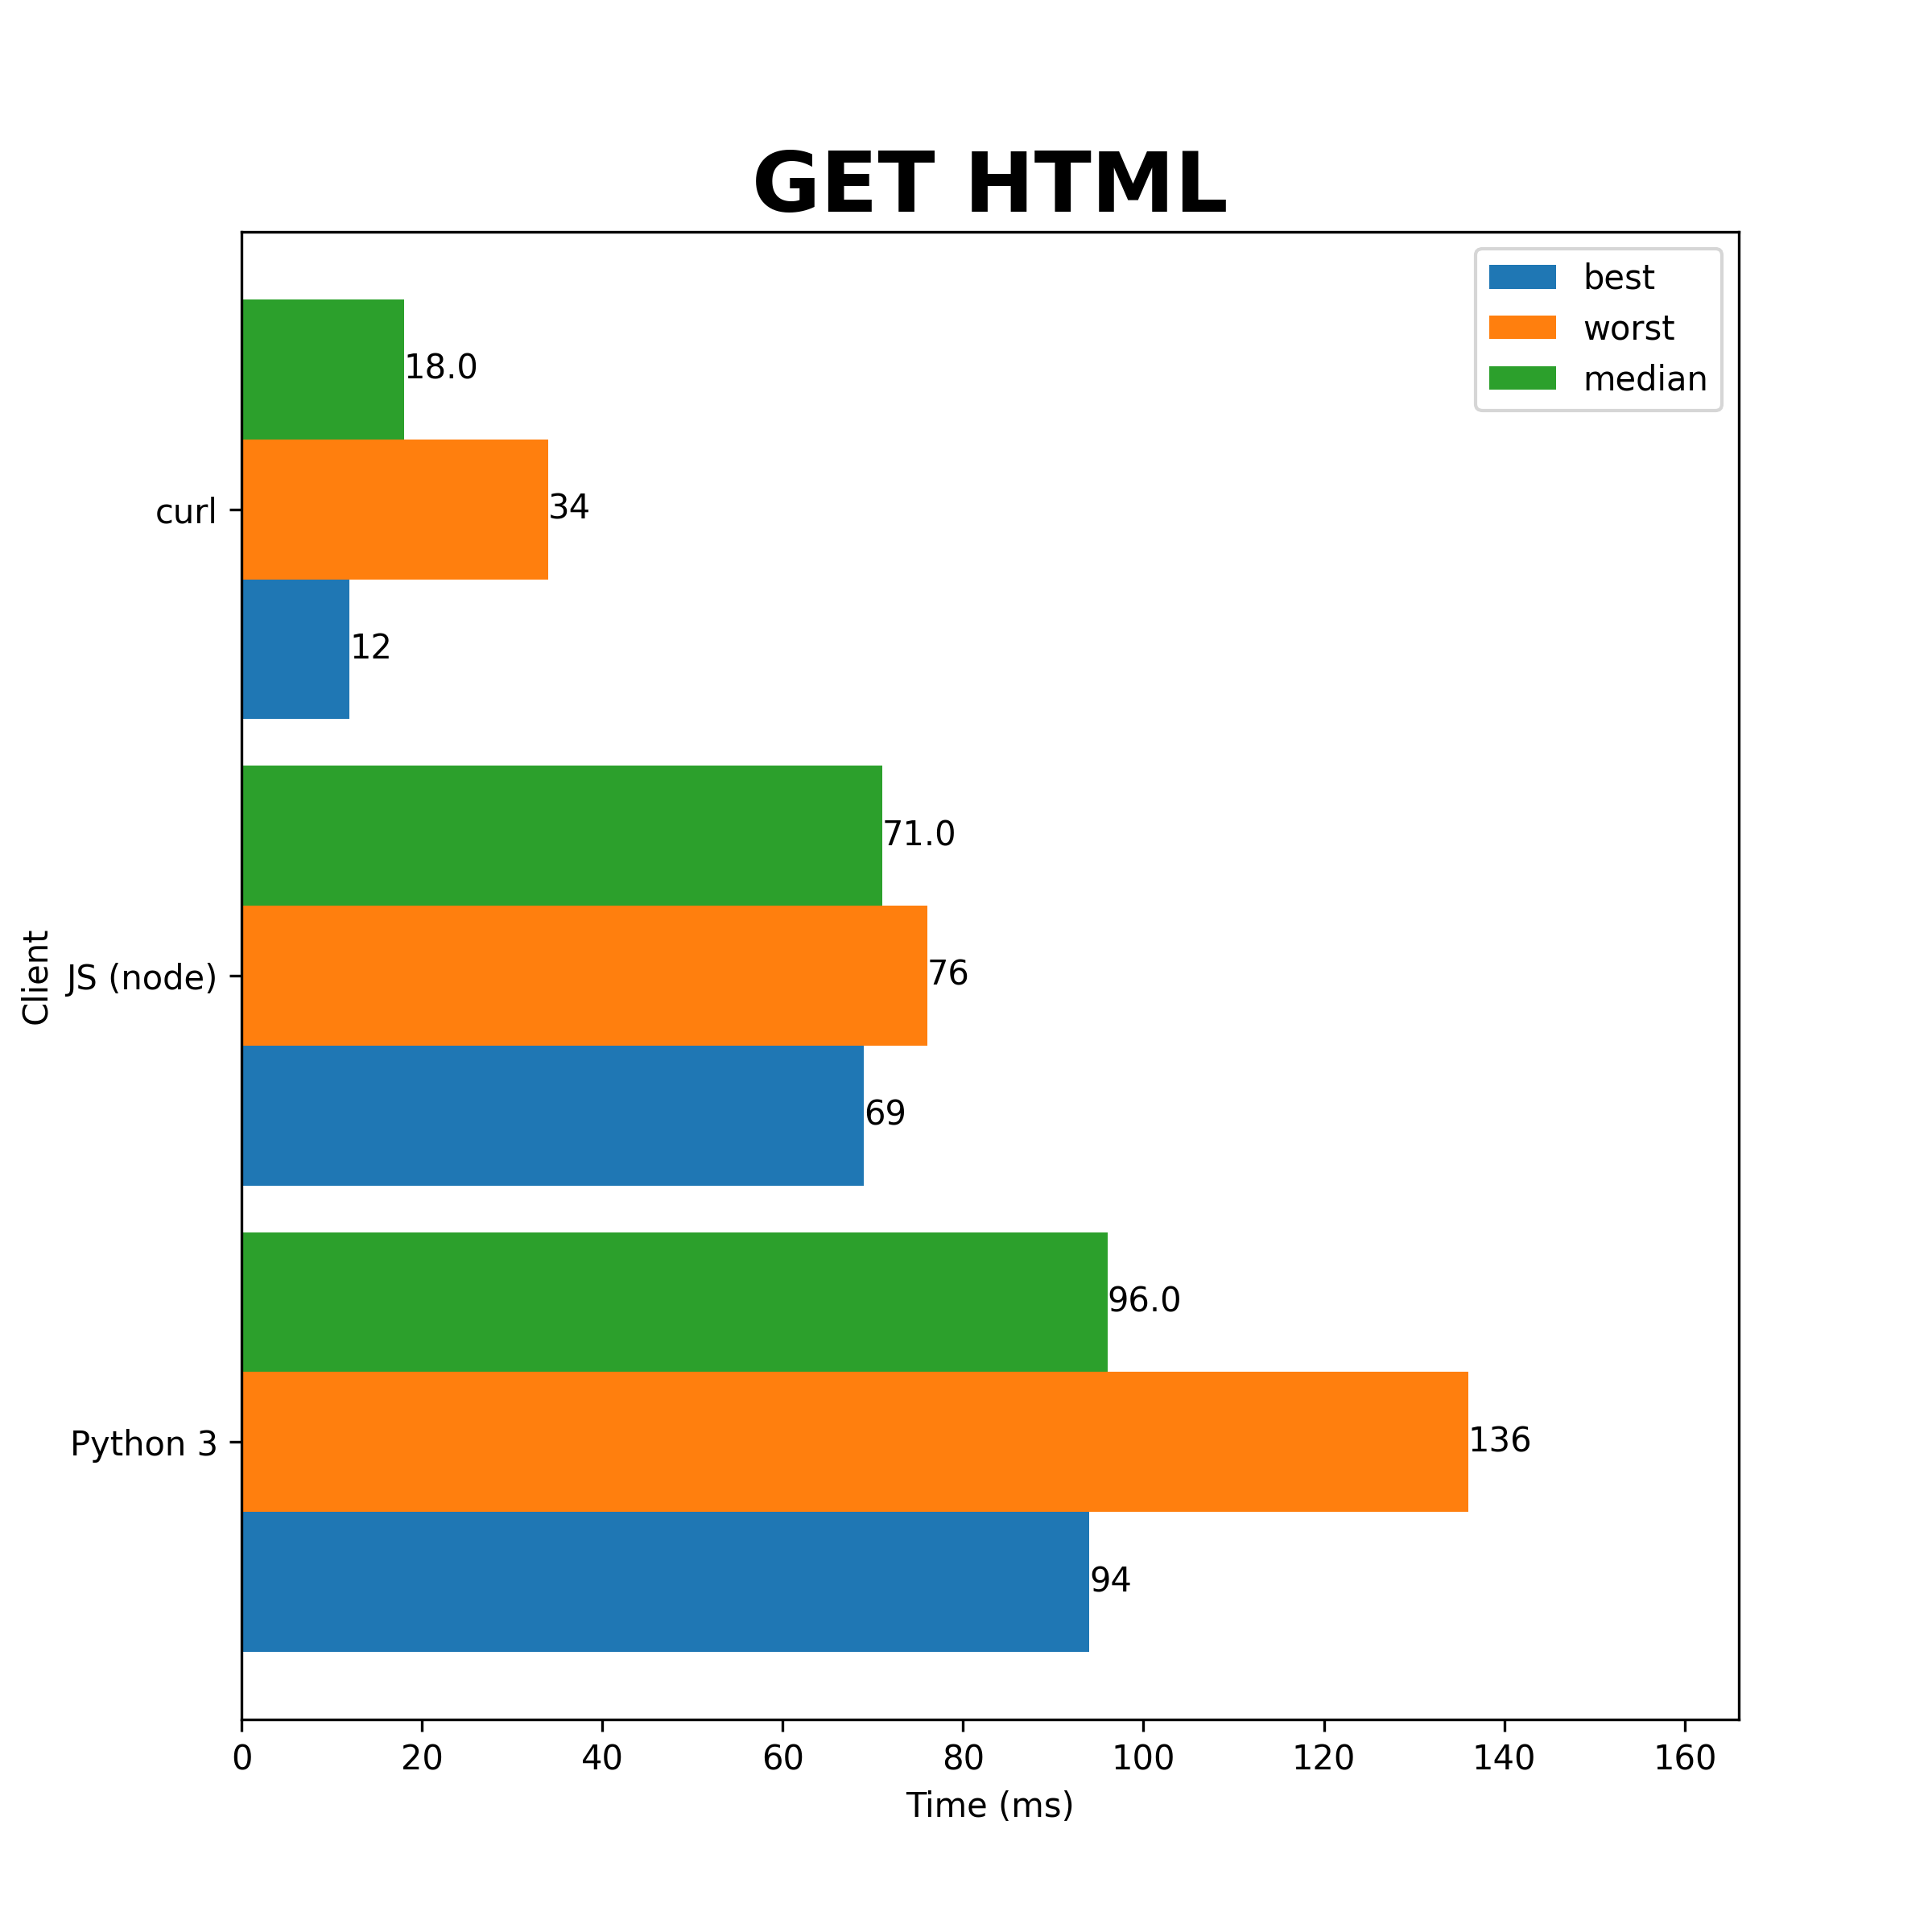 GET HTML
best
worst
median
18.0
curl
34
12
71.0
Client
JS (node)
76
69
96.0
Python 3
136
94
0 20 40 60 80 100 120 140 160
Time (ms)